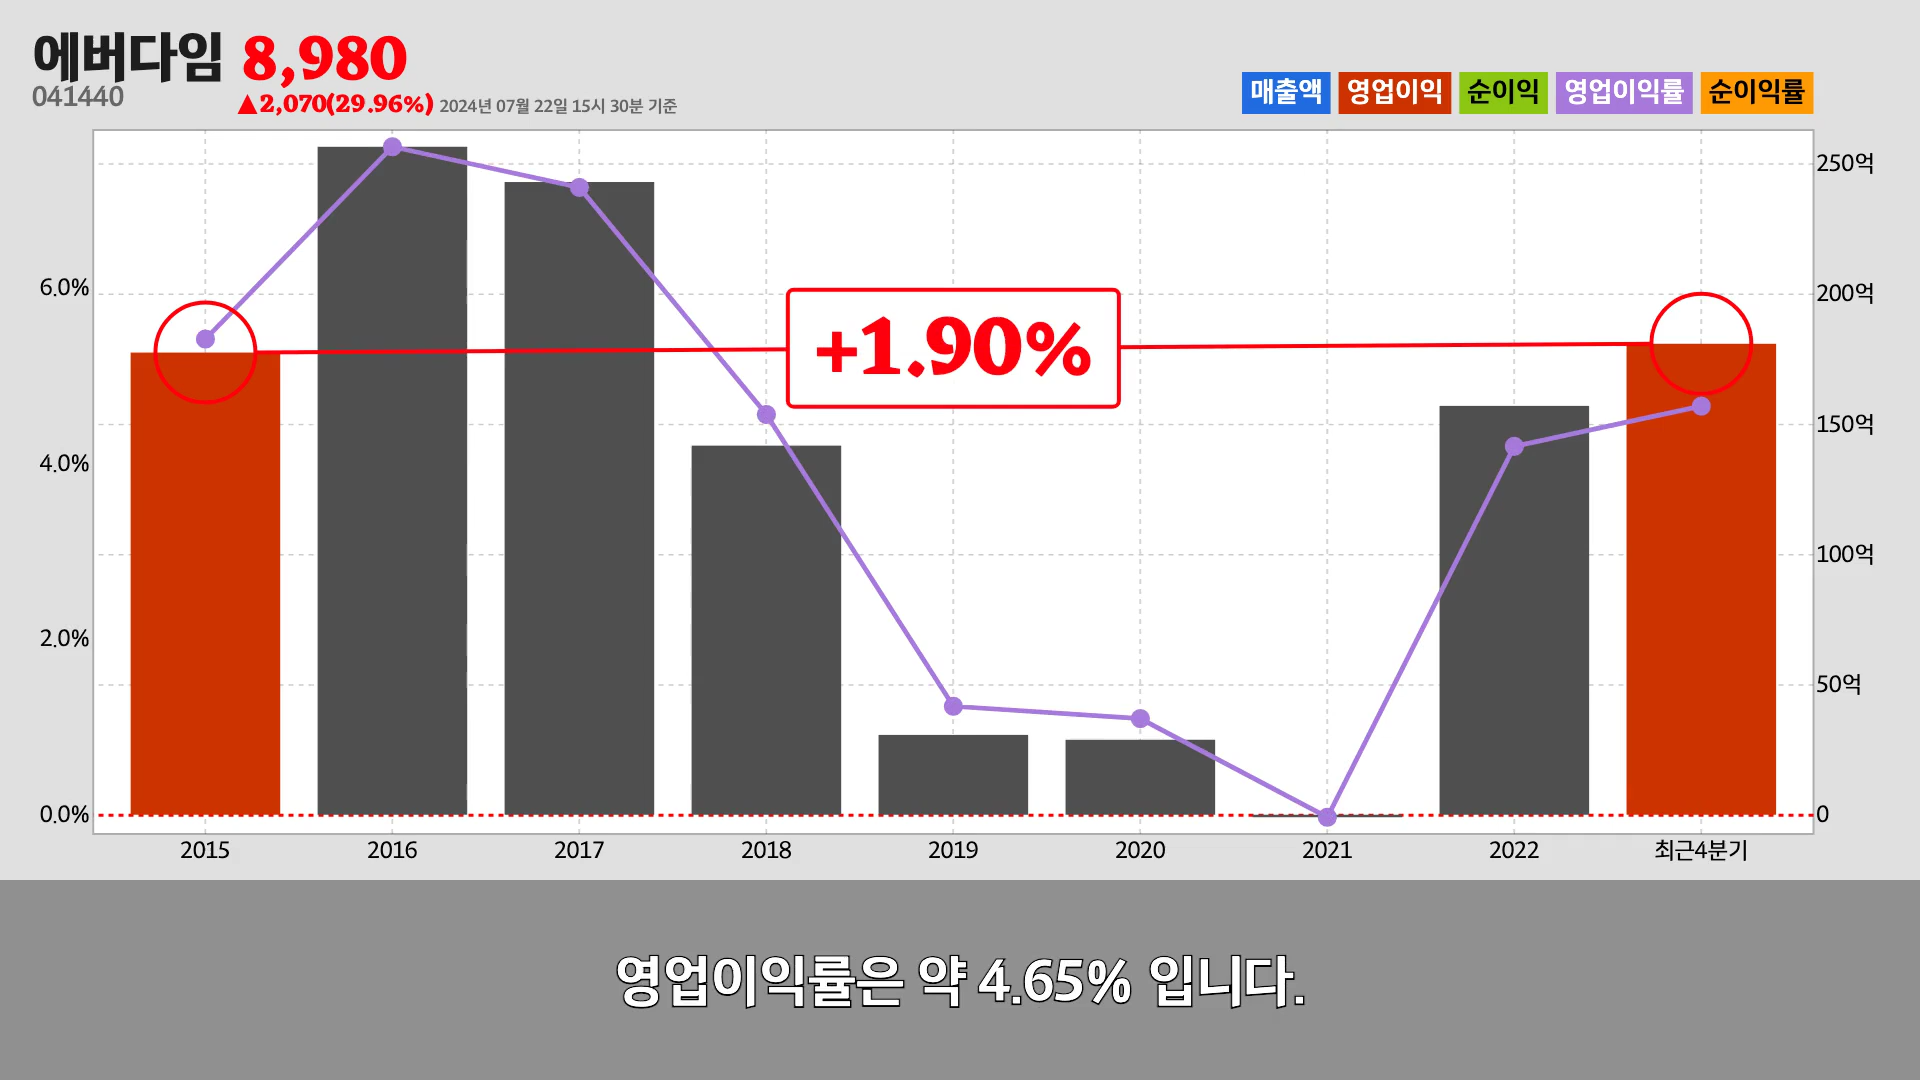 에버다임 8,980
041440
▲2,070(29.96%) 2024년 07월 22일 15시 30분 기준
매출액 영업이익 순이익 영업이익률 순이익률
250억
6.0%
200억
+1.90%
150억
4.0%
100억
2.0%
50억
0.0%
0
2015 2016 2017 2018 2019 2020 2021 2022 최근4분기
영업이익률은 약 4.65% 입니다.